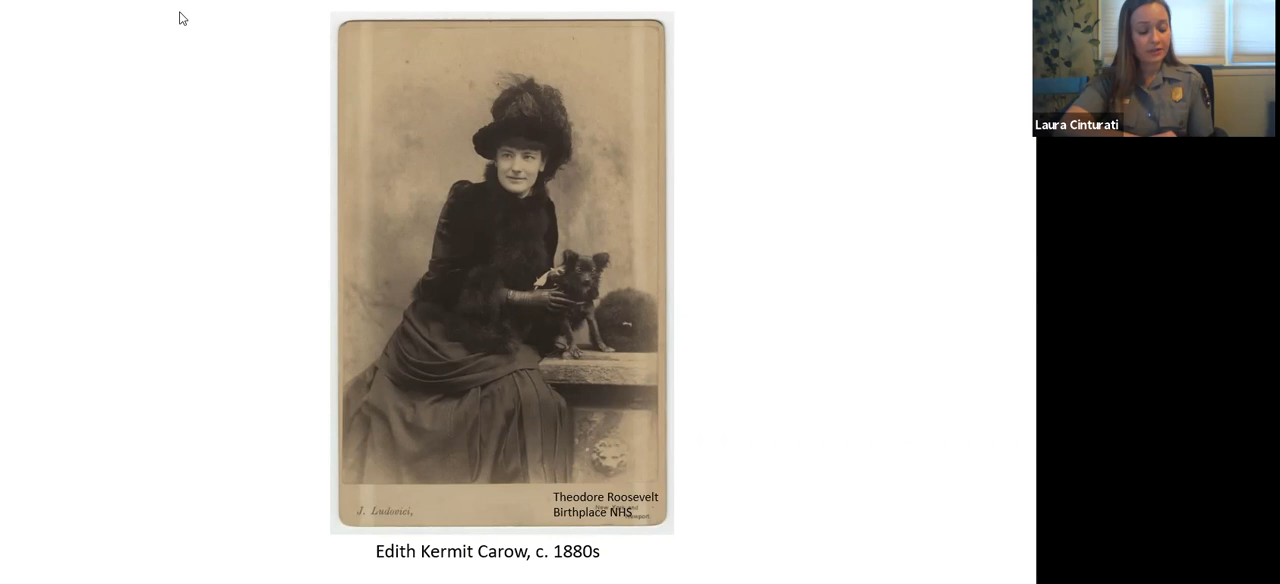 Laura Cinturati
Theodore Roosevelt
Birthplace NHS
J. Ludovici,
Edith Kermit Carow, c. 1880s